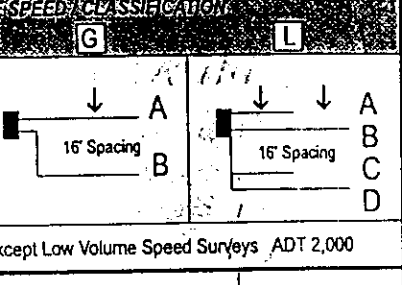 SPEED / CLASSIFICATION
G
L
A
16" Spacing
B
A
B
16" Spacing
C
D
xcept Low Volume Speed Surveys ADT 2,000